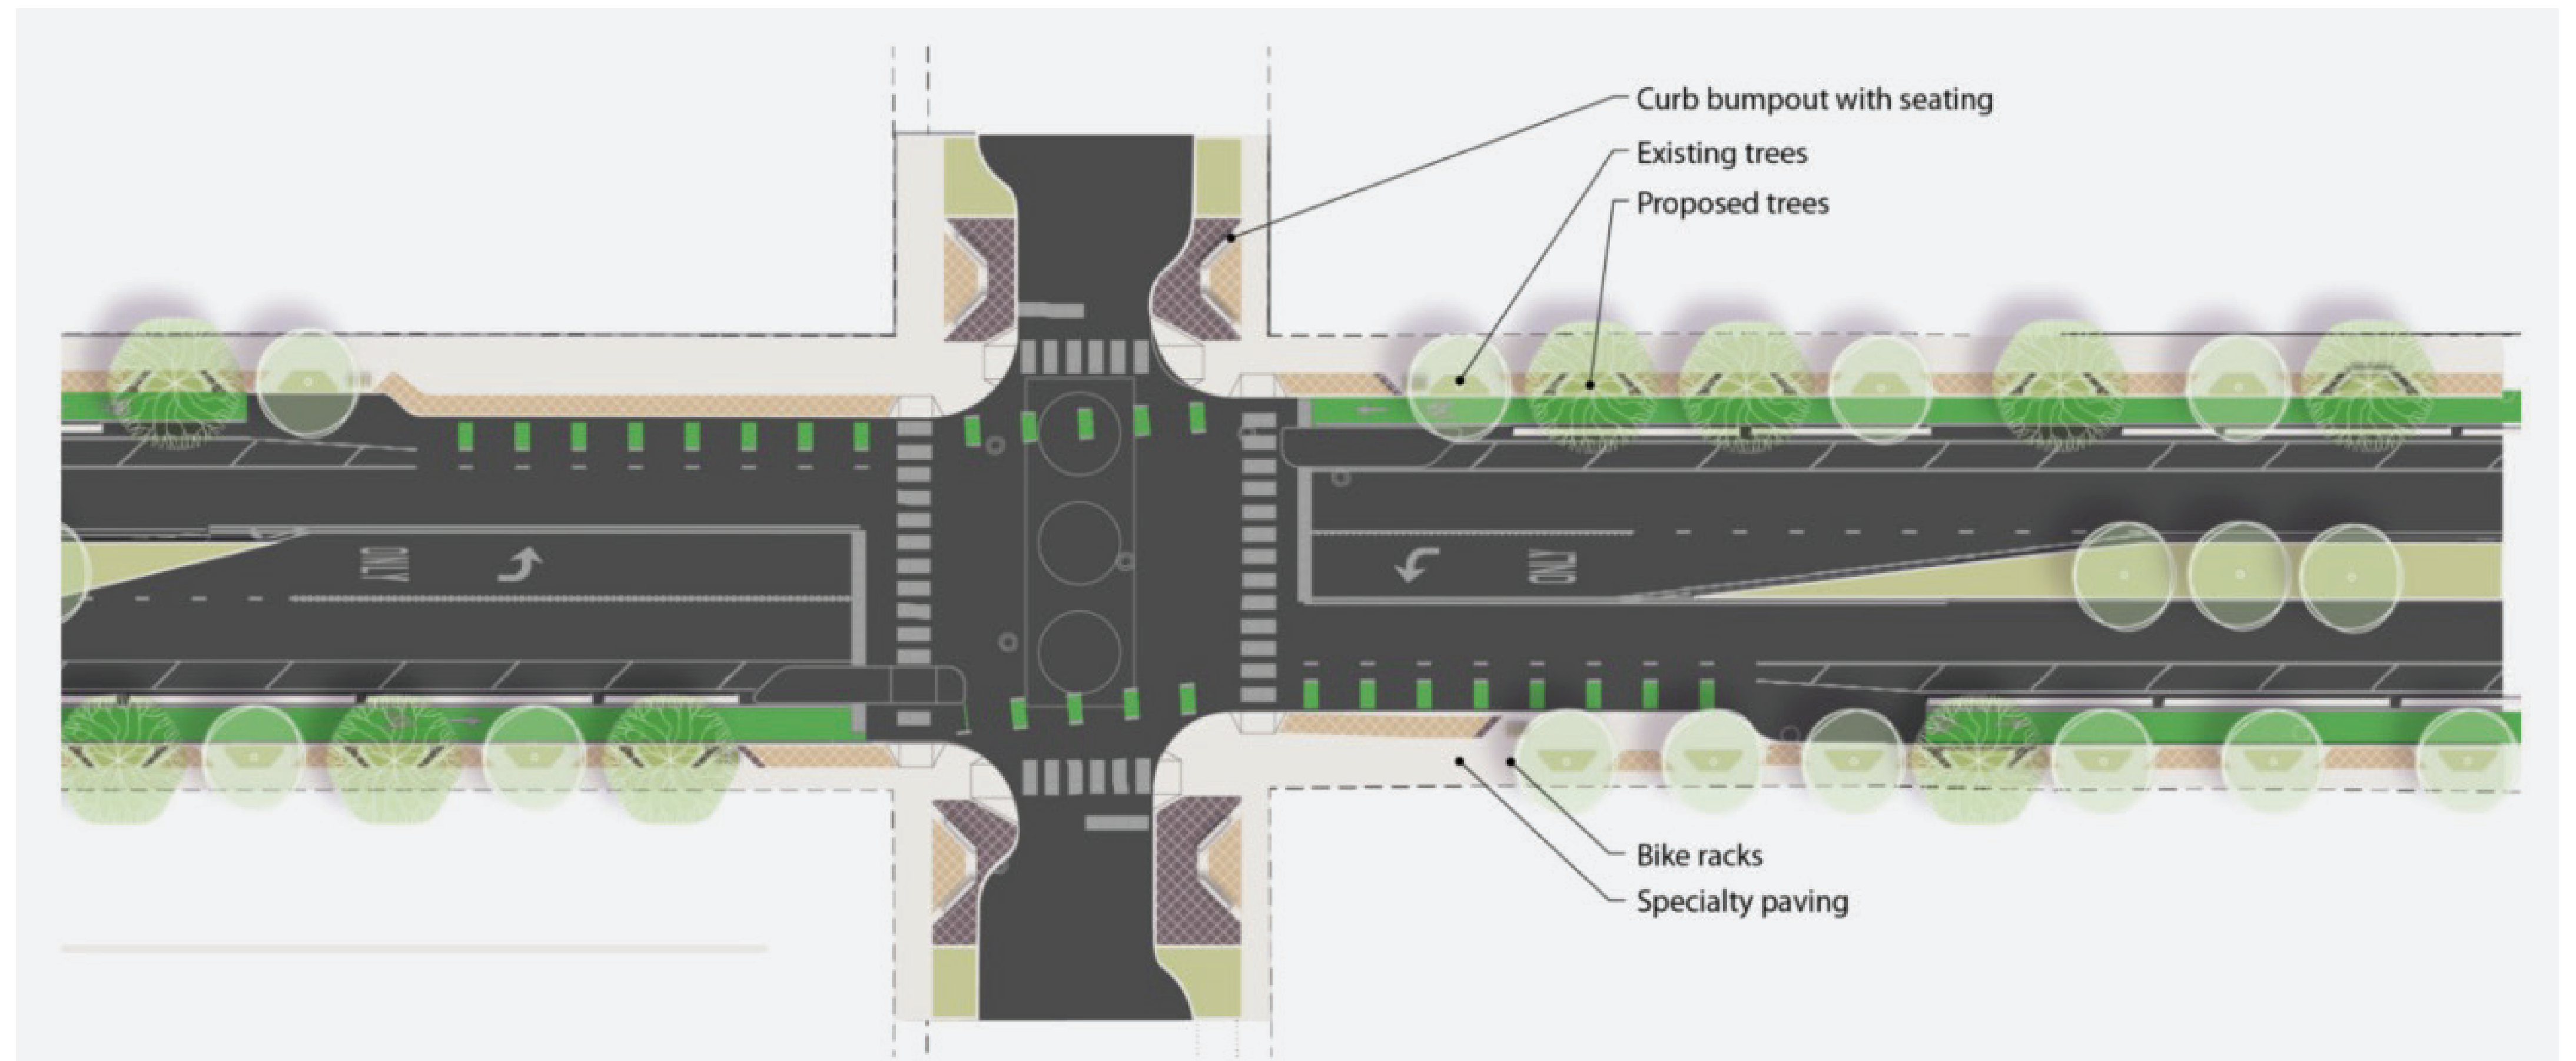 Curb bumpout with seating
Existing trees
Proposed trees
ONLY
ONLY
Bike racks
Specialty paving